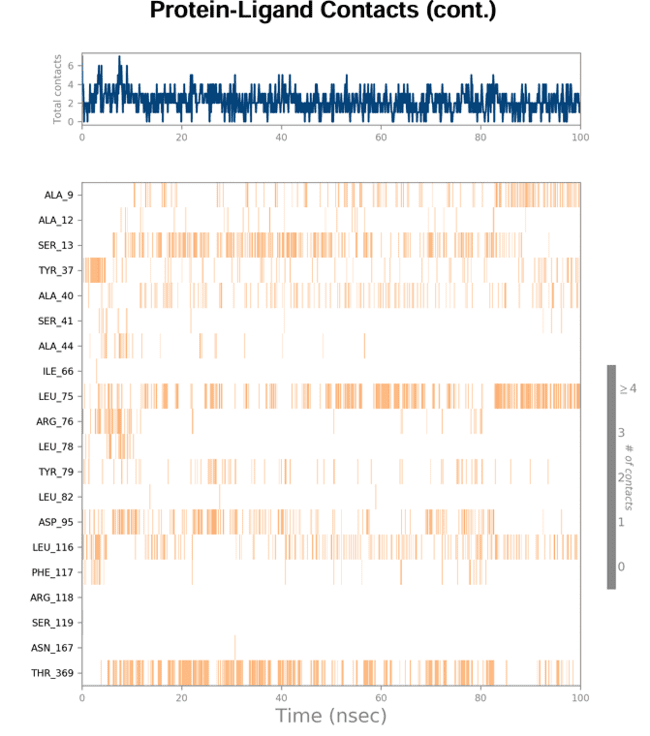 Protein-Ligand Contacts (cont.)
Total contacts
6
4
2
0
0 20 40 60 80 100
ALA_9
ALA_12
SER_13
TYR_37
ALA_40
SER_41
ALA_44
ILE_66
LEU_75
ARG_76
LEU_78
TYR_79
LEU_82
ASP_95
LEU_116
PHE_117
ARG_118
SER_119
ASN_167
THR_369
0 20 40 60 80 100
Time (nsec)
≥4
3
2
1
0
# of contacts